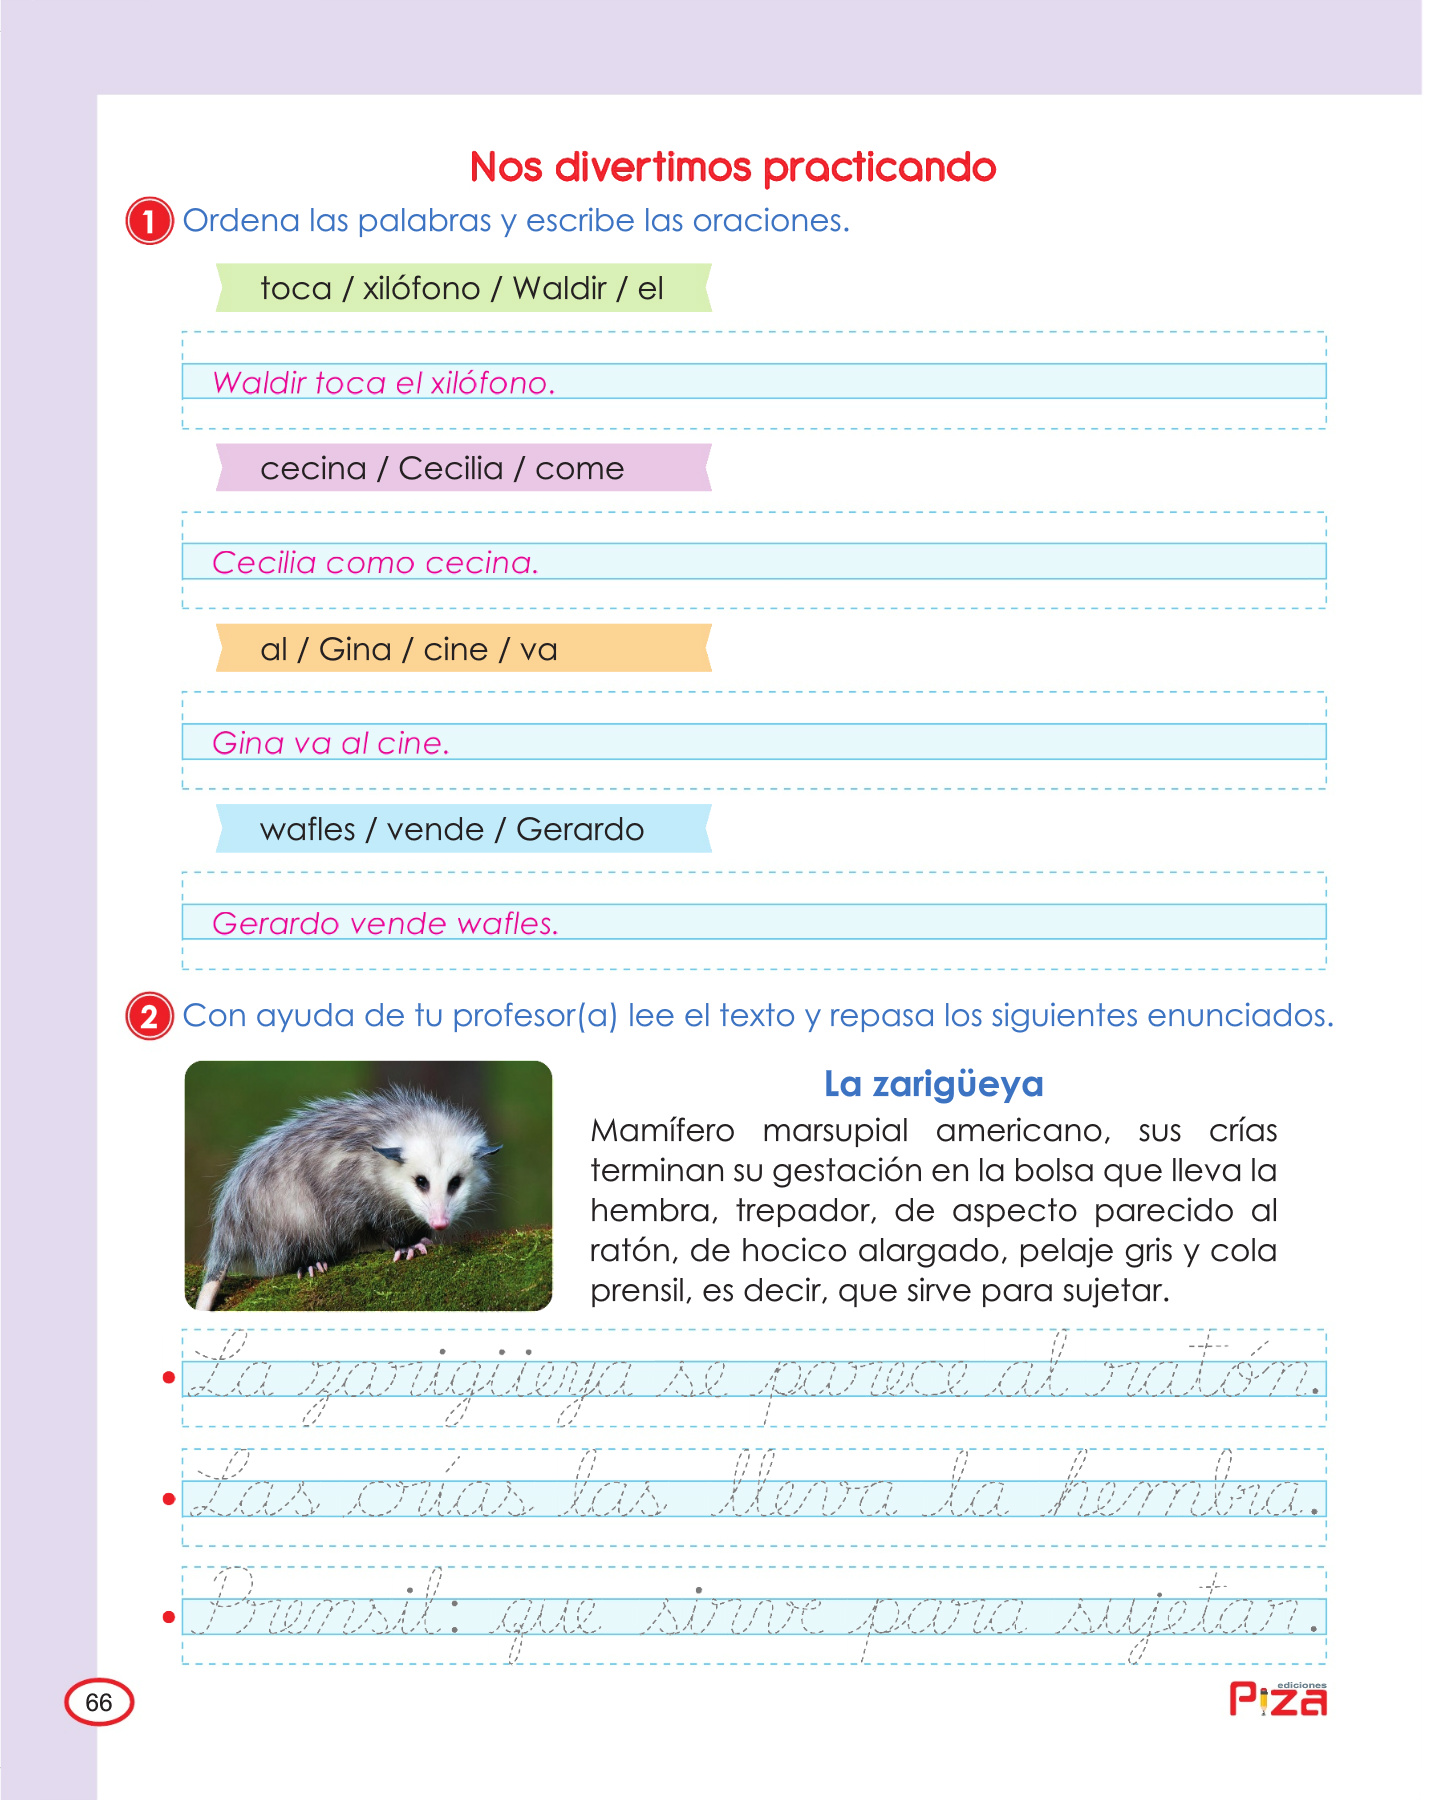 Nos divertimos practicando
1 Ordena las palabras y escribe las oraciones.
toca / xilófono / Waldir / el
Waldir toca el xilófono.
cecina / Cecilia / come
Cecilia como cecina.
al / Gina / cine / va
Gina va al cine.
wafles / vende / Gerardo
Gerardo vende wafles.
2 Con ayuda de tu profesor(a) lee el texto y repasa los siguientes enunciados.
La zarigüeya
Mamífero marsupial americano, sus crías
terminan su gestación en la bolsa que lleva la
hembra, trepador, de aspecto parecido al
ratón, de hocico alargado, pelaje gris y cola
prensil, es decir, que sirve para sujetar.
La zarigüeya se parece al ratón.
Las crías las lleva la hembra.
Prensil: que sirve para sujetar.
66
ediciones
Piza